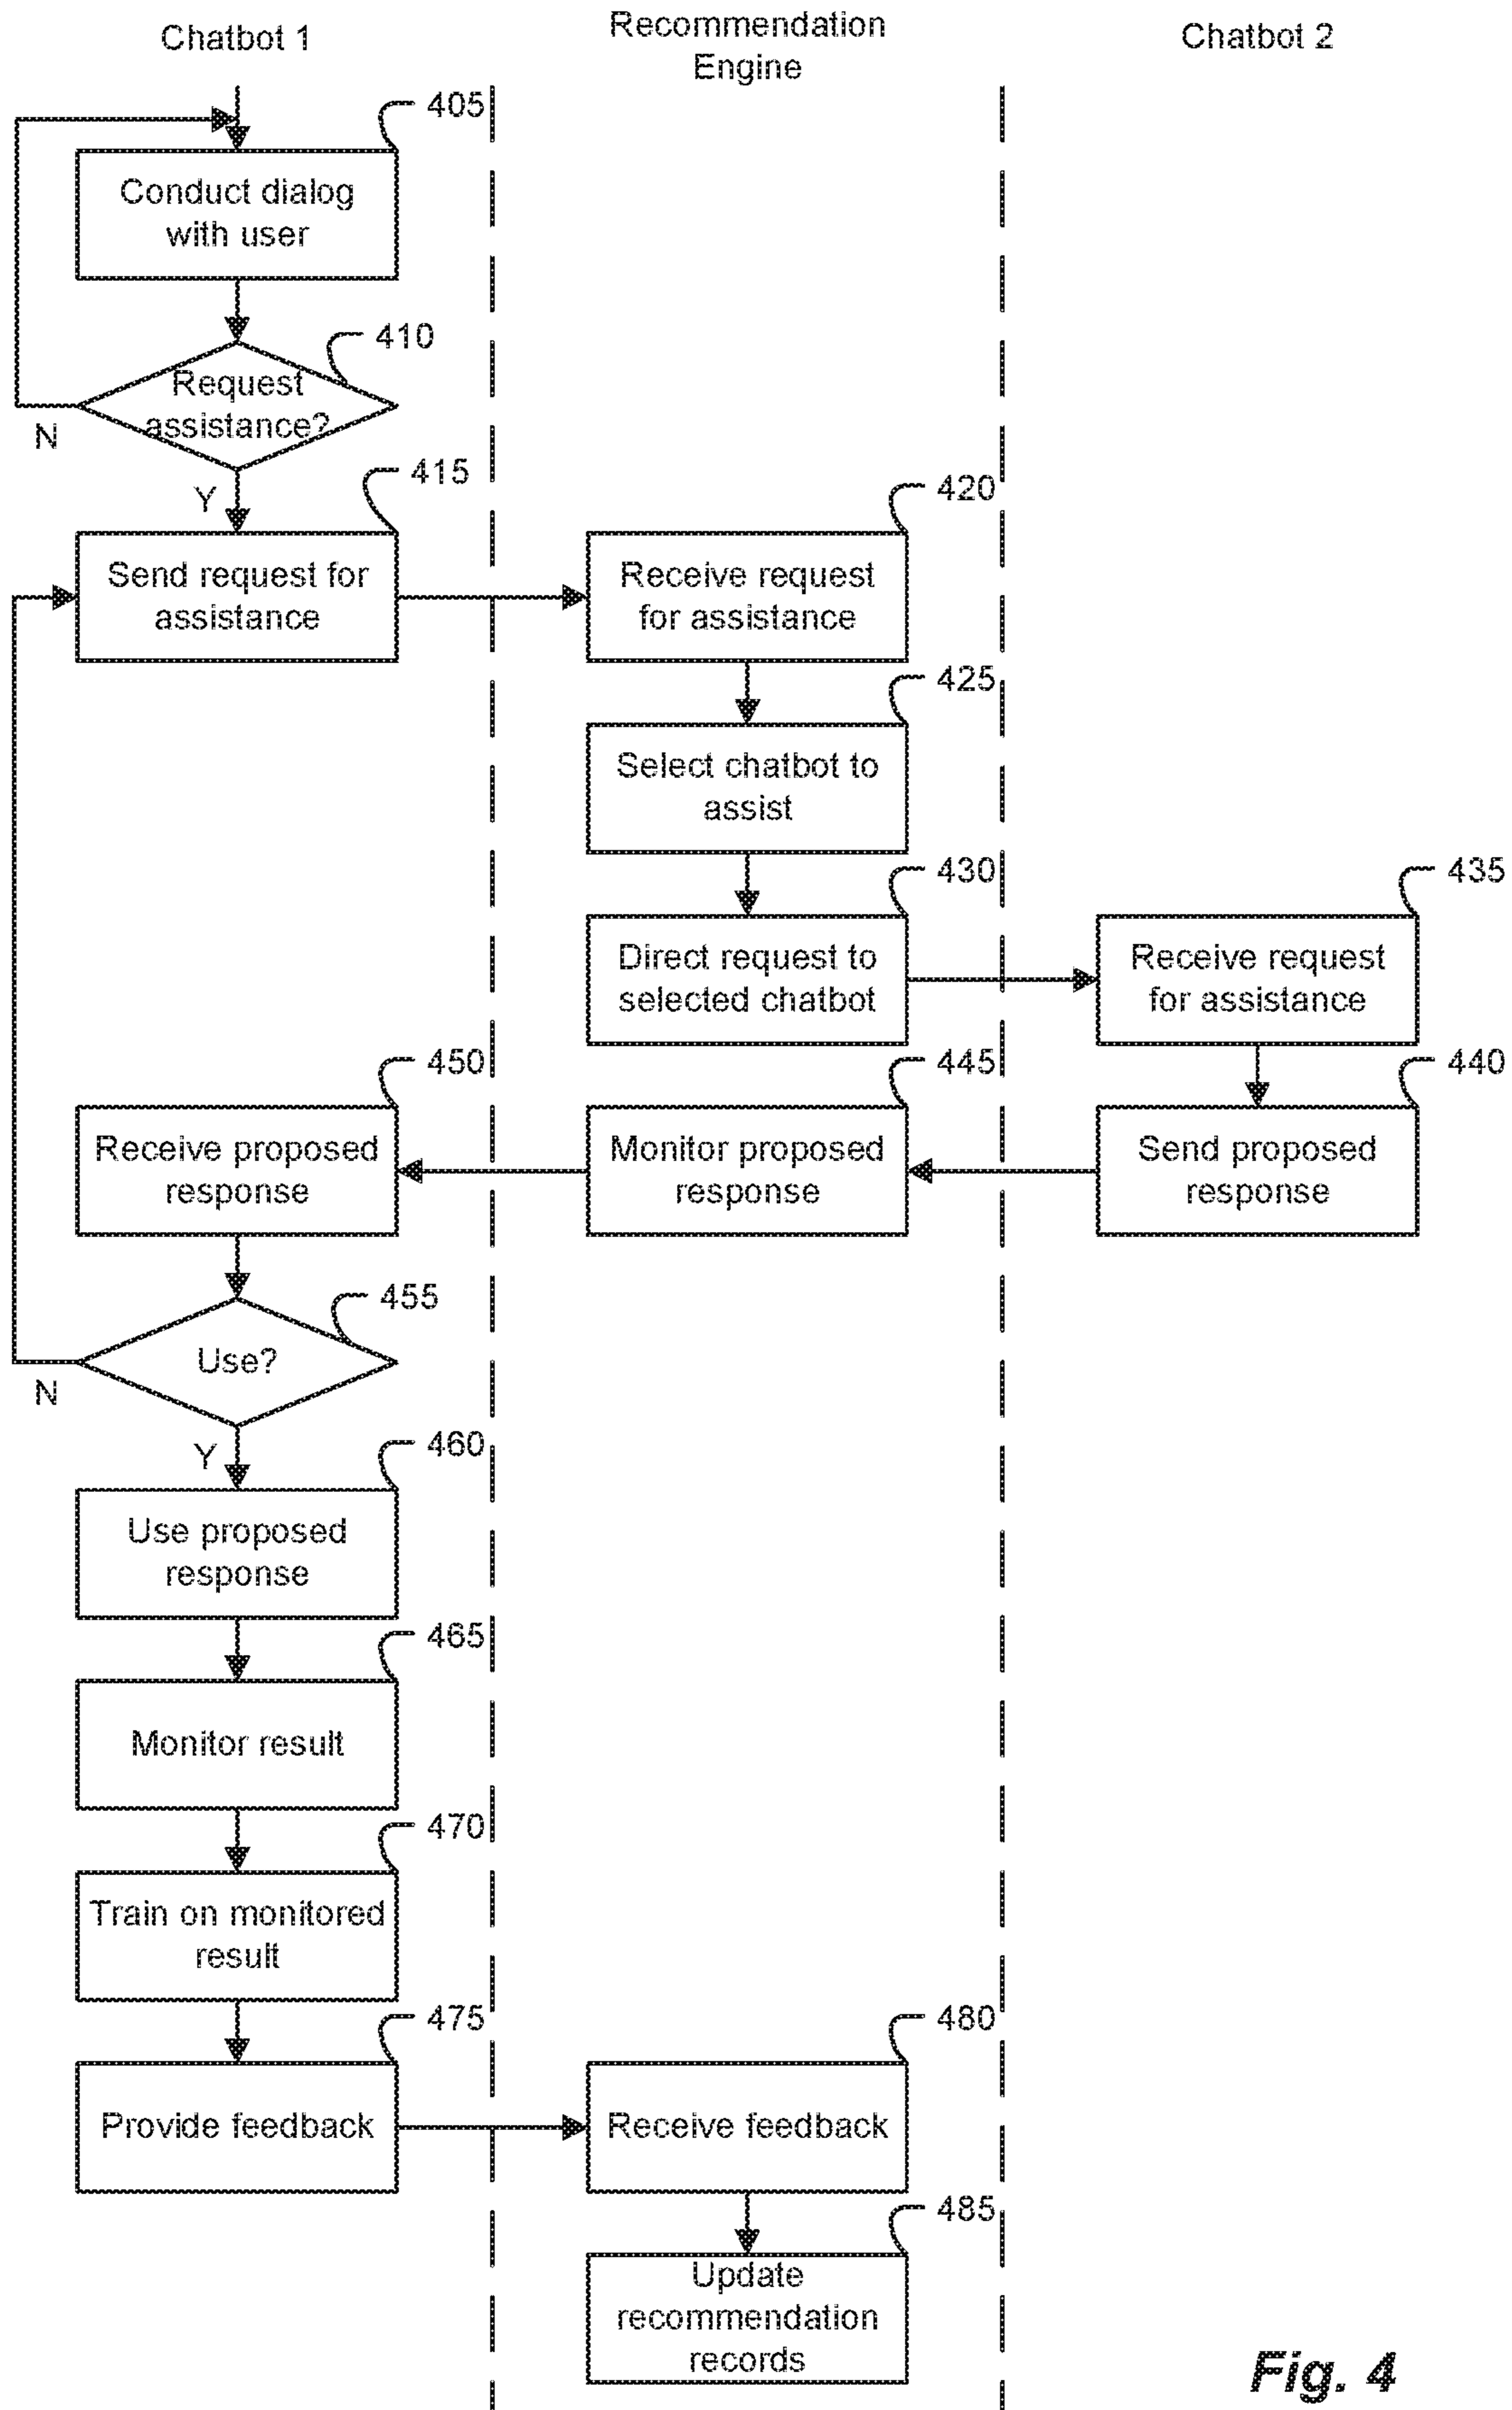 Chatbot 1
Recommendation
Engine
Chatbot 2
405
Conduct dialog
with user
410
Request
assistance?
N
Y
415
Send request for
assistance
420
Receive request
for assistance
425
Select chatbot to
assist
430
Direct request to
selected chatbot
435
Receive request
for assistance
440
Send proposed
response
445
Monitor proposed
response
450
Receive proposed
response
455
Use?
N
Y
460
Use proposed
response
465
Monitor result
470
Train on monitored
result
475
Provide feedback
480
Receive feedback
485
Update
recommendation
records
Fig. 4